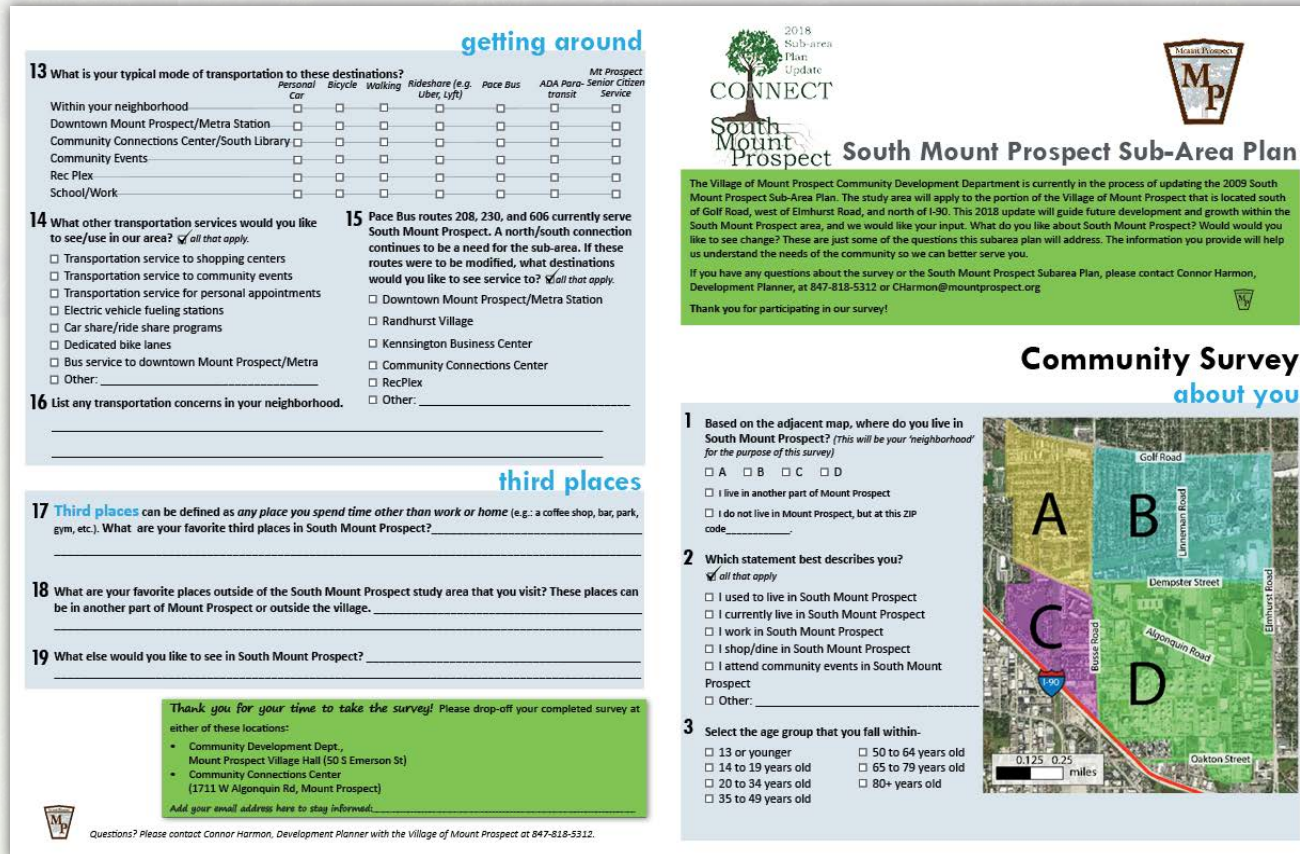 getting around
13 What is your typical mode of transportation to these destinations?
Personal Car
Bicycle
Walking
Rideshare (e.g. Uber, Lyft)
Pace Bus
ADA Para-transit
Mt Prospect Senior Citizen Service
Within your neighborhood
Downtown Mount Prospect/Metra Station
Community Connections Center/South Library
Community Events
Rec Plex
School/Work
14 What other transportation services would you like
to see/use in our area? all that apply.
Transportation service to shopping centers
Transportation service to community events
Transportation service for personal appointments
Electric vehicle fueling stations
Car share/ride share programs
Dedicated bike lanes
Bus service to downtown Mount Prospect/Metra
Other:
15 Pace Bus routes 208, 230, and 606 currently serve
South Mount Prospect. A north/south connection
continues to be a need for the sub-area. If these
routes were to be modified, what destinations
would you like to see service to? all that apply.
Downtown Mount Prospect/Metra Station
Randhurst Village
Kennsington Business Center
Community Connections Center
RecPlex
Other:
16 List any transportation concerns in your neighborhood.
third places
17 Third places can be defined as any place you spend time other than work or home (e.g.: a coffee shop, bar, park,
gym, etc.). What are your favorite third places in South Mount Prospect?
18 What are your favorite places outside of the South Mount Prospect study area that you visit? These places can
be in another part of Mount Prospect or outside the village.
19 What else would you like to see in South Mount Prospect?
Thank you for your time to take the survey! Please drop-off your completed survey at
either of these locations:
• Community Development Dept.,
Mount Prospect Village Hall (50 S Emerson St)
• Community Connections Center
(1711 W Algonquin Rd, Mount Prospect)
Add your email address here to stay informed:
MP
Questions? Please contact Connor Harmon, Development Planner with the Village of Mount Prospect at 847-818-5312.
2018
Sub-area
Plan
Update
CONNECT
South
Mount
Prospect
Mount Prospect
MP
South Mount Prospect Sub-Area Plan
The Village of Mount Prospect Community Development Department is currently in the process of updating the 2009 South
Mount Prospect Sub-Area Plan. The study area will apply to the portion of the Village of Mount Prospect that is located south
of Golf Road, west of Elmhurst Road, and north of I-90. This 2018 update will guide future development and growth within the
South Mount Prospect area, and we would like your input. What do you like about South Mount Prospect? Would you
like to see change? These are just some of the questions this subarea plan will address. The information you provide will help
us understand the needs of the community so we can better serve you.
If you have any questions about the survey or the South Mount Prospect Subarea Plan, please contact Connor Harmon,
Development Planner, at 847-818-5312 or CHarmon@mountprospect.org
Thank you for participating in our survey!
MP
Community Survey
about you
1 Based on the adjacent map, where do you live in
South Mount Prospect? (This will be your 'neighborhood'
for the purpose of this survey)
A B C D
I live in another part of Mount Prospect
I do not live in Mount Prospect, but at this ZIP
code____________.
2 Which statement best describes you?
all that apply
I used to live in South Mount Prospect
I currently live in South Mount Prospect
I work in South Mount Prospect
I shop/dine in South Mount Prospect
I attend community events in South Mount
Prospect
Other:
3 Select the age group that you fall within-
13 or younger
14 to 19 years old
20 to 34 years old
35 to 49 years old
50 to 64 years old
65 to 79 years old
80+ years old
Golf Road
A
B
Linneman Road
Dempster Street
Elmhurst Road
C
Busse Road
Algonquin Road
D
I-90
Oakton Street
0.125 0.25
miles